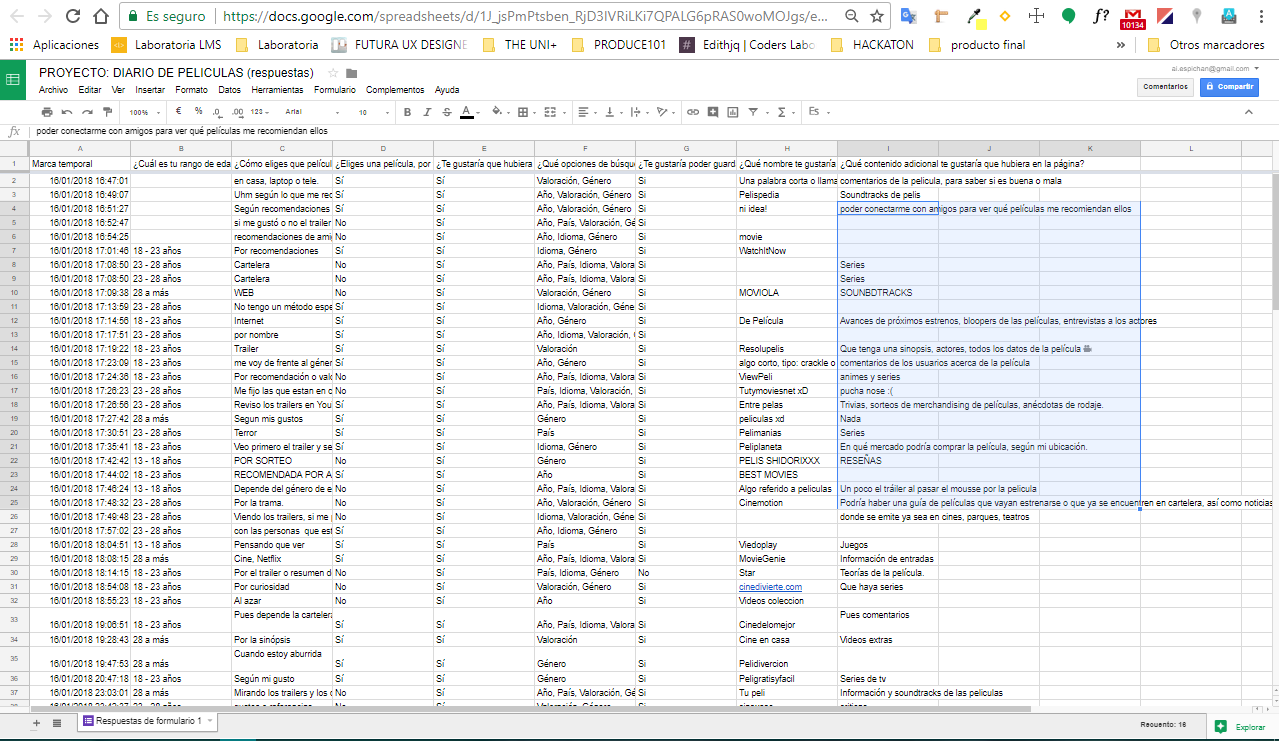 Es seguro | https://docs.google.com/spreadsheets/d/1J_jsPmPtsben_RjD3IVRiLKi7QPALG6pRAS0woMOJgs/e...
Aplicaciones Laboratoria LMS Laboratoria FUTURA UX DESIGNE THE UNI+ PRODUCE101 Edithjq | Coders Labo HACKATON producto final » Otros marcadores
10134
PROYECTO: DIARIO DE PELICULAS (respuestas)
ai.espichan@gmail.com
Archivo Editar Ver Insertar Formato Datos Herramientas Formulario Complementos Ayuda
Comentarios Compartir
100% € % .0 .00 123 Arial 10 B I S A Es
fx poder conectarme con amigos para ver qué películas me recomiendan ellos
A B C D E F G H I J K L
1 Marca temporal ¿Cuál es tu rango de eda ¿Cómo eliges que películ ¿Eliges una película, por ¿Te gustaría que hubiera ¿Qué opciones de búsqu ¿Te gustaría poder guard ¿Qué nombre te gustaría ¿Qué contenido adicional te gustaría que hubiera en la página?
2 16/01/2018 16:47:01 en casa, laptop o tele. Sí Sí Valoración, Género Si Una palabra corta o llama comentarios de la pelicula, para saber si es buena o mala
3 16/01/2018 16:49:07 Uhm según lo que me rec Sí Sí Año, Valoración, Género Si Pelispedia Soundtracks de pelis
4 16/01/2018 16:51:27 Según recomendaciones Sí Sí Año, Valoración, Género Si ni idea! poder conectarme con amigos para ver qué películas me recomiendan ellos
5 16/01/2018 16:52:47 si me gustó o no el trailer No Sí Año, País, Valoración, Gé Si
6 16/01/2018 16:54:25 recomendaciones de ami No Sí Año, Idioma, Género Si movie
7 16/01/2018 17:01:46 18 - 23 años Por recomendaciones Sí Sí Idioma, Género Si WatchItNow
8 16/01/2018 17:08:50 23 - 28 años Cartelera No Sí Año, País, Idioma, Valora Si Series
9 16/01/2018 17:08:50 23 - 28 años Cartelera No Sí Año, País, Idioma, Valora Si Series
10 16/01/2018 17:09:38 28 a más WEB No Sí Valoración, Género Si MOVIOLA SOUNBDTRACKS
11 16/01/2018 17:13:59 23 - 28 años No tengo un método espe Sí Sí Idioma, Valoración, Géne Si
12 16/01/2018 17:14:56 18 - 23 años Internet Sí Sí Año, Género Si De Película Avances de próximos estrenos, bloopers de las películas, entrevistas a los actores
13 16/01/2018 17:17:51 23 - 28 años por nombre Sí Sí Año, Idioma, Valoración, Si
14 16/01/2018 17:19:22 18 - 23 años Trailer Sí Sí Valoración Si Resolupelis Que tenga una sinopsis, actores, todos los datos de la película
15 16/01/2018 17:23:09 18 - 23 años me voy de frente al géner Sí Sí Año, Género Si algo corto, tipo: crackle o comentarios de los usuarios acerca de la película
16 16/01/2018 17:24:36 18 - 23 años Por recomendación o valo No Sí Año, País, Idioma, Valora Si ViewPeli animes y series
17 16/01/2018 17:26:23 23 - 28 años Me fijo las que estan en c No Sí País, Idioma, Valoración, Si Tutymoviesnet xD pucha nose :(
18 16/01/2018 17:26:56 23 - 28 años Reviso los trailers en You Sí Sí Año, País, Idioma, Valora Si Entre pelas Trivias, sorteos de merchandising de películas, anécdotas de rodaje.
19 16/01/2018 17:27:42 28 a más Segun mis gustos Sí Sí Género Si peliculas xd Nada
20 16/01/2018 17:30:51 23 - 28 años Terror Sí Sí País Si Pelimanias Series
21 16/01/2018 17:35:41 18 - 23 años Veo primero el trailer y se Sí Sí Idioma, Género Si Peliplaneta En qué mercado podría comprar la película, según mi ubicación.
22 16/01/2018 17:42:42 13 - 18 años POR SORTEO No Sí Género Si PELIS SHIDORIXXX RESEÑAS
23 16/01/2018 17:44:02 18 - 23 años RECOMENDADA POR A Sí Sí Año Si BEST MOVIES
24 16/01/2018 17:46:24 13 - 18 años Depende del género de e No Sí Año, País, Idioma, Valora Si Algo referido a peliculas Un poco el tráiler al pasar el mousse por la pelicula
25 16/01/2018 17:48:32 23 - 28 años Por la trama. No Sí Año, Valoración, Género Si Cinemotion Podría haber una guía de películas que vayan estrenarse o que ya se encuentren en cartelera, así como noticias
26 16/01/2018 17:49:48 23 - 28 años Viendo los trailers, si me No Sí Idioma, Valoración, Géne Si donde se emite ya sea en cines, parques, teatros
27 16/01/2018 17:57:02 23 - 28 años con las personas que est Sí Sí Año, Idioma, Género Si
28 16/01/2018 18:04:51 13 - 18 años Pensando que ver Sí Sí País Si Viedoplay Juegos
29 16/01/2018 18:08:15 28 a más Cine, Netflix Sí Sí Año, País, Idioma, Valora Si MovieGenie Información de entradas
30 16/01/2018 18:14:15 18 - 23 años Por el trailer o resumen d No Sí País, Idioma, Género No Star Teorías de la película.
31 16/01/2018 18:54:08 18 - 23 años Por curiosidad No Sí Valoración, Género Si cinedivierte.com Que haya series
32 16/01/2018 18:55:23 18 - 23 años Al azar No Sí Año Si Videos coleccion
33 16/01/2018 19:06:51 18 - 23 años Pues depende la cartelera Sí Sí Año, País, Idioma, Valora Si Cinedelomejor Pues comentarios
34 16/01/2018 19:28:43 28 a más Por la sinópsis Sí Sí Valoración Si Cine en casa Videos extras
35 16/01/2018 19:47:53 28 a más Cuando estoy aburrida Sí Sí Género Si Pelidivercion
36 16/01/2018 20:47:18 18 - 23 años Según mi gusto Sí Sí Género Si Peligratisyfacil Series de tv
37 16/01/2018 23:03:01 28 a más Mirando los trailers y los No Sí Año, País, Valoración, Gé Si Tu peli Información y soundtracks de las peliculas
Respuestas de formulario 1
Recuento: 16
Explorar